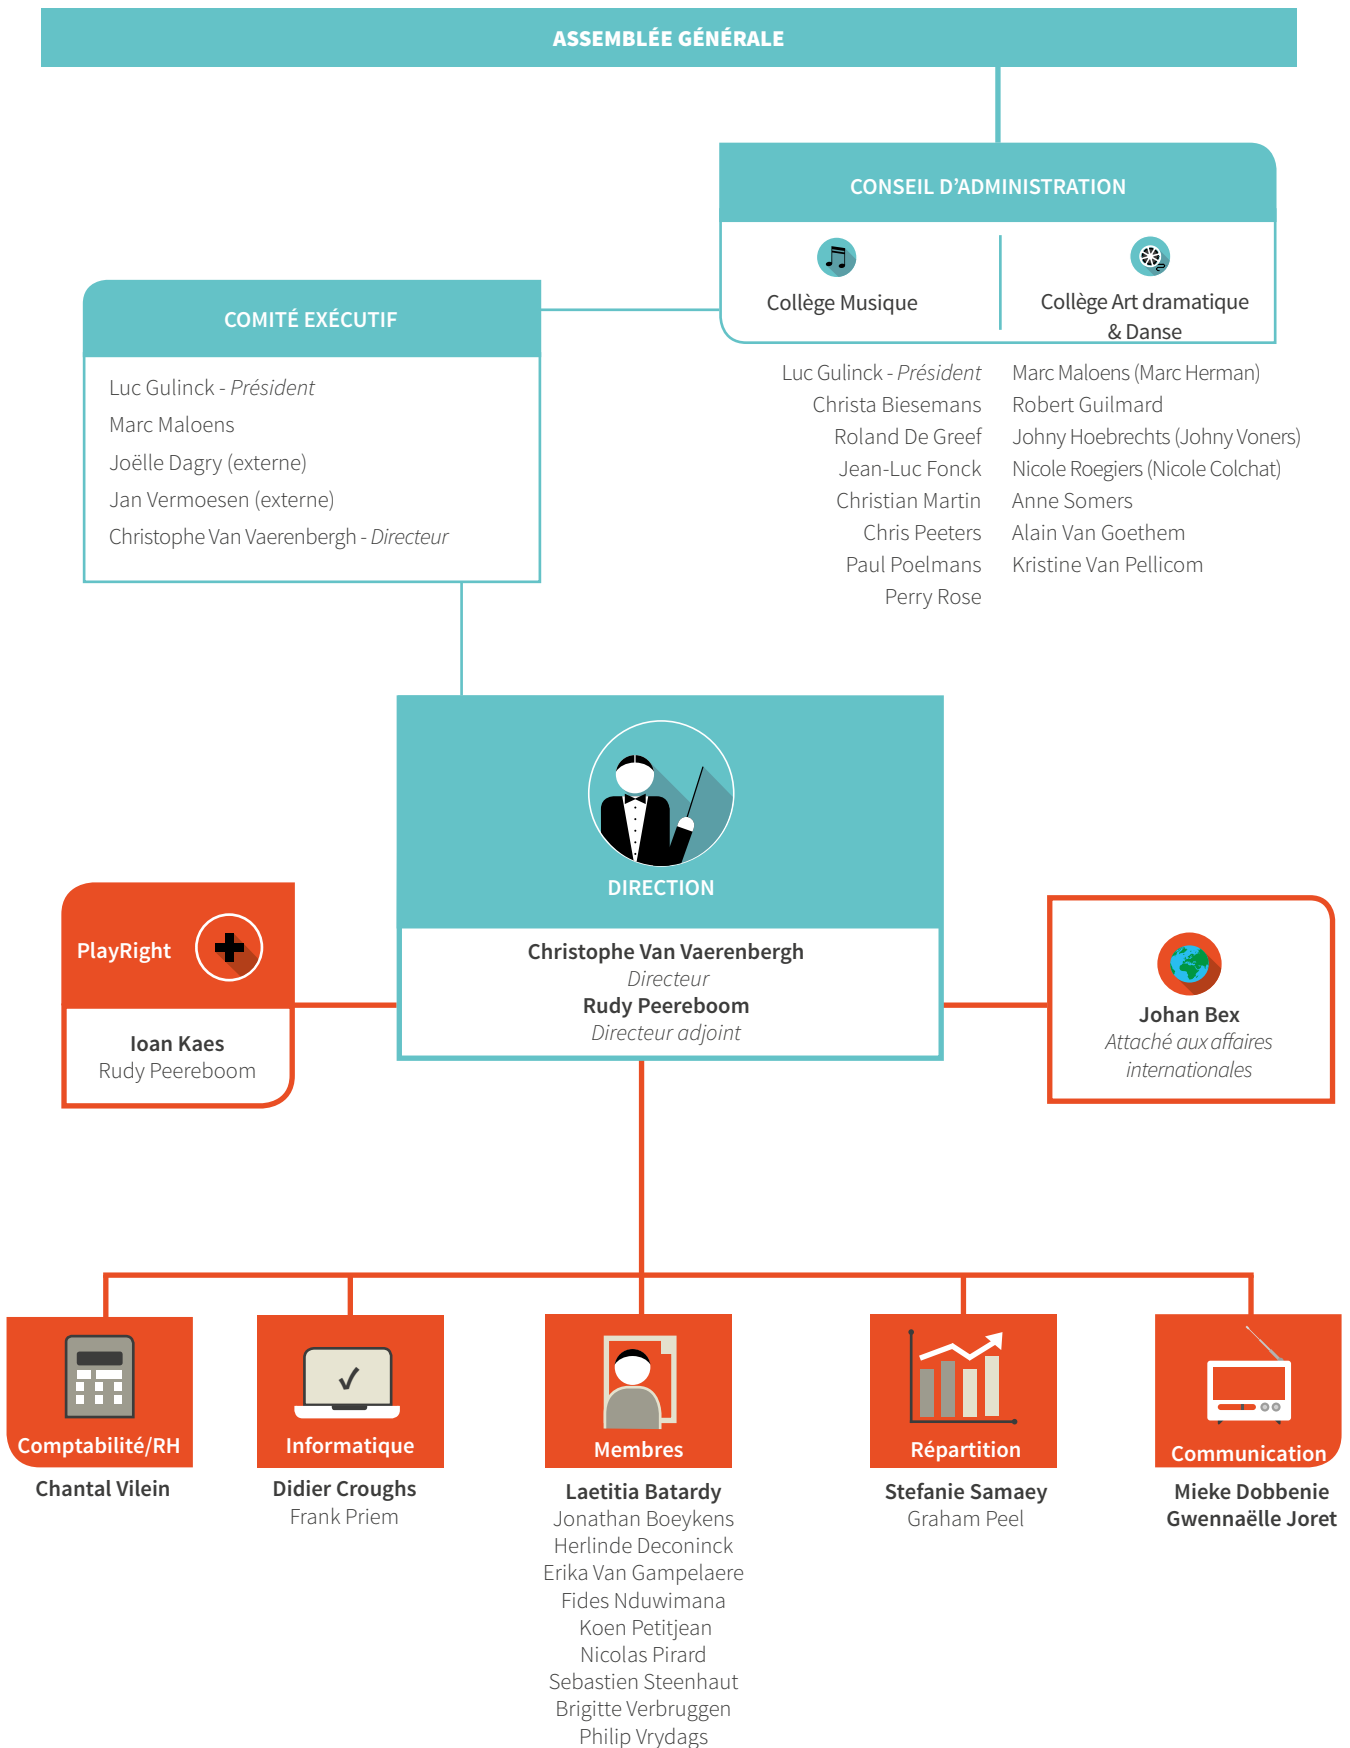 ASSEMBLÉE GÉNÉRALE
CONSEIL D'ADMINISTRATION
Collège Musique
Collège Art dramatique
& Danse
Luc Gulinck - Président
Christa Biesemans
Roland De Greef
Jean-Luc Fonck
Christian Martin
Chris Peeters
Paul Poelmans
Perry Rose
Marc Maloens (Marc Herman)
Robert Guilmard
Johny Hoebrechts (Johny Voners)
Nicole Roegiers (Nicole Colchat)
Anne Somers
Alain Van Goethem
Kristine Van Pellicom
COMITÉ EXÉCUTIF
Luc Gulinck - Président
Marc Maloens
Joëlle Dagry (externe)
Jan Vermoesen (externe)
Christophe Van Vaerenbergh - Directeur
DIRECTION
Christophe Van Vaerenbergh
Directeur
Rudy Peereboom
Directeur adjoint
PlayRight
Ioan Kaes
Rudy Peereboom
Johan Bex
Attaché aux affaires
internationales
Comptabilité/RH
Chantal Vilein
Informatique
Didier Croughs
Frank Priem
Membres
Laetitia Batardy
Jonathan Boeykens
Herlinde Deconinck
Erika Van Gampelaere
Fides Nduwimana
Koen Petitjean
Nicolas Pirard
Sebastien Steenhaut
Brigitte Verbruggen
Philip Vrydags
Répartition
Stefanie Samaey
Graham Peel
Communication
Mieke Dobbenie
Gwennaëlle Joret